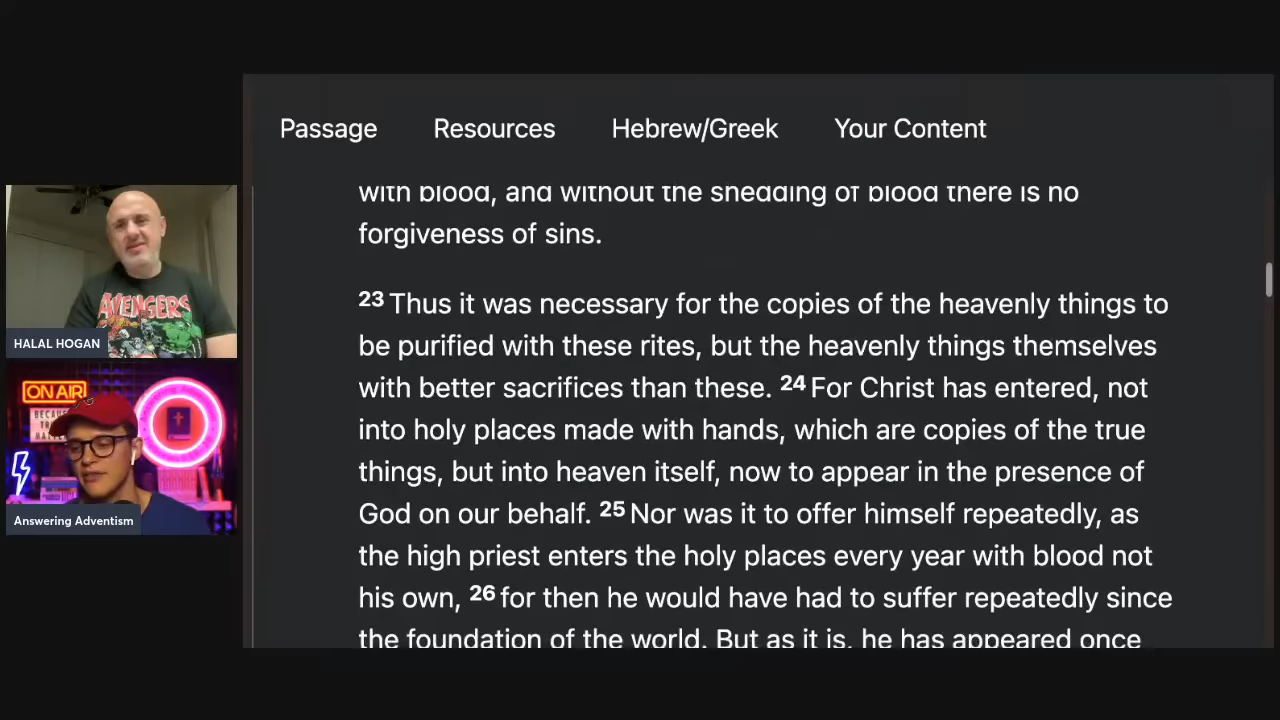 Passage
Resources
Hebrew/Greek
Your Content
with blood, and without the shedding of blood there is no
forgiveness of sins.
23 Thus it was necessary for the copies of the heavenly things to
be purified with these rites, but the heavenly things themselves
with better sacrifices than these. 24 For Christ has entered, not
into holy places made with hands, which are copies of the true
things, but into heaven itself, now to appear in the presence of
God on our behalf. 25 Nor was it to offer himself repeatedly, as
the high priest enters the holy places every year with blood not
his own, 26 for then he would have had to suffer repeatedly since
the foundation of the world. But as it is, he has appeared once
AVENGERS
HALAL HOGAN
ON AIR
Answering Adventism